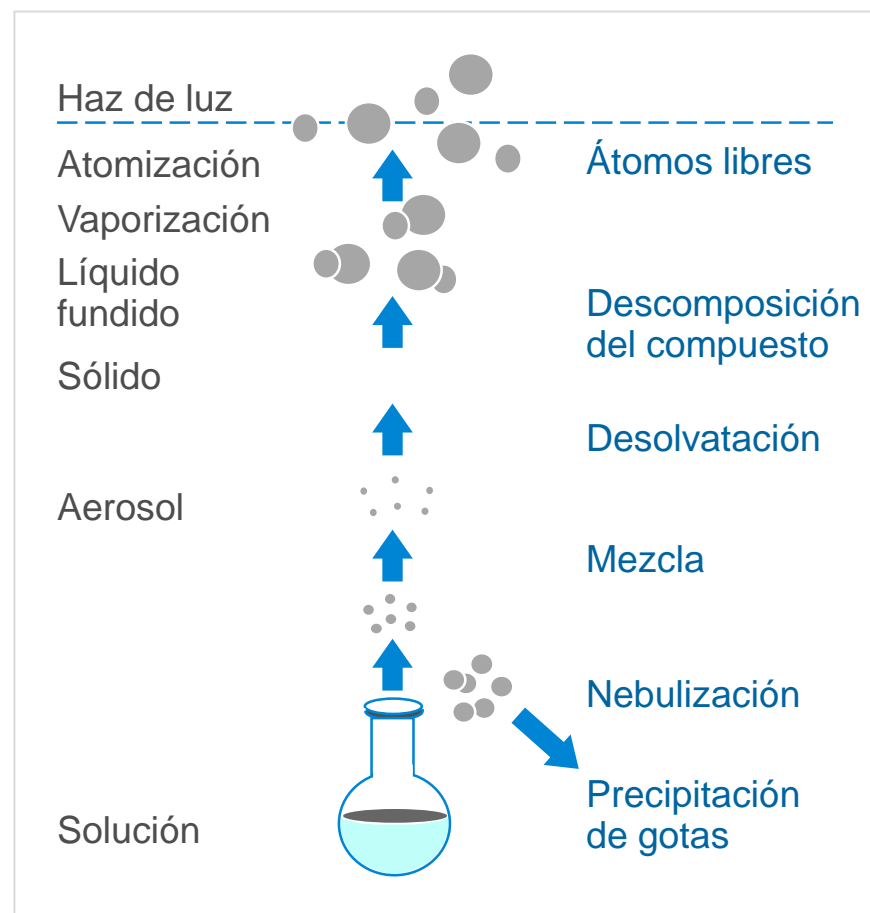 Haz de luz
Atomización
Vaporización
Líquido
fundido
Sólido
Aerosol
Solución
Átomos libres
Descomposición
del compuesto
Desolvatación
Mezcla
Nebulización
Precipitación
de gotas